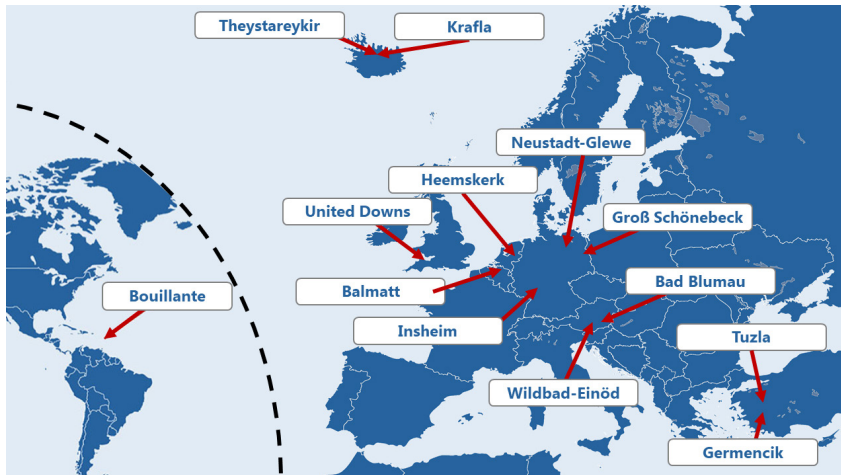 Theystareykir
Krafla
Neustadt-Glewe
Heemskerk
United Downs
Groß Schönebeck
Bad Blumau
Balmatt
Bouillante
Insheim
Tuzla
Wildbad-Einöd
Germencik